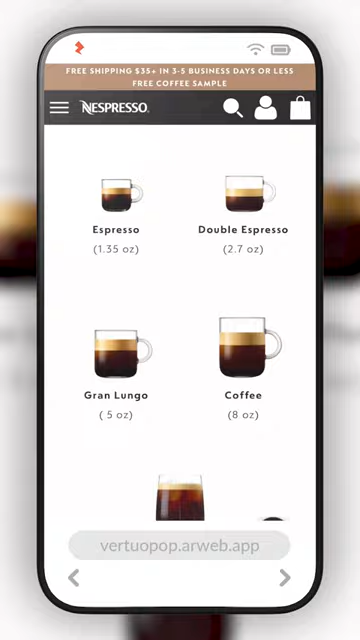 FREE SHIPPING $35+ IN 3-5 BUSINESS DAYS OR LESS
FREE COFFEE SAMPLE
NESPRESSO
Espresso
(1.35 oz)
Double Espresso
(2.7 oz)
Gran Lungo
( 5 oz)
Coffee
(8 oz)
vertuopop.arweb.app